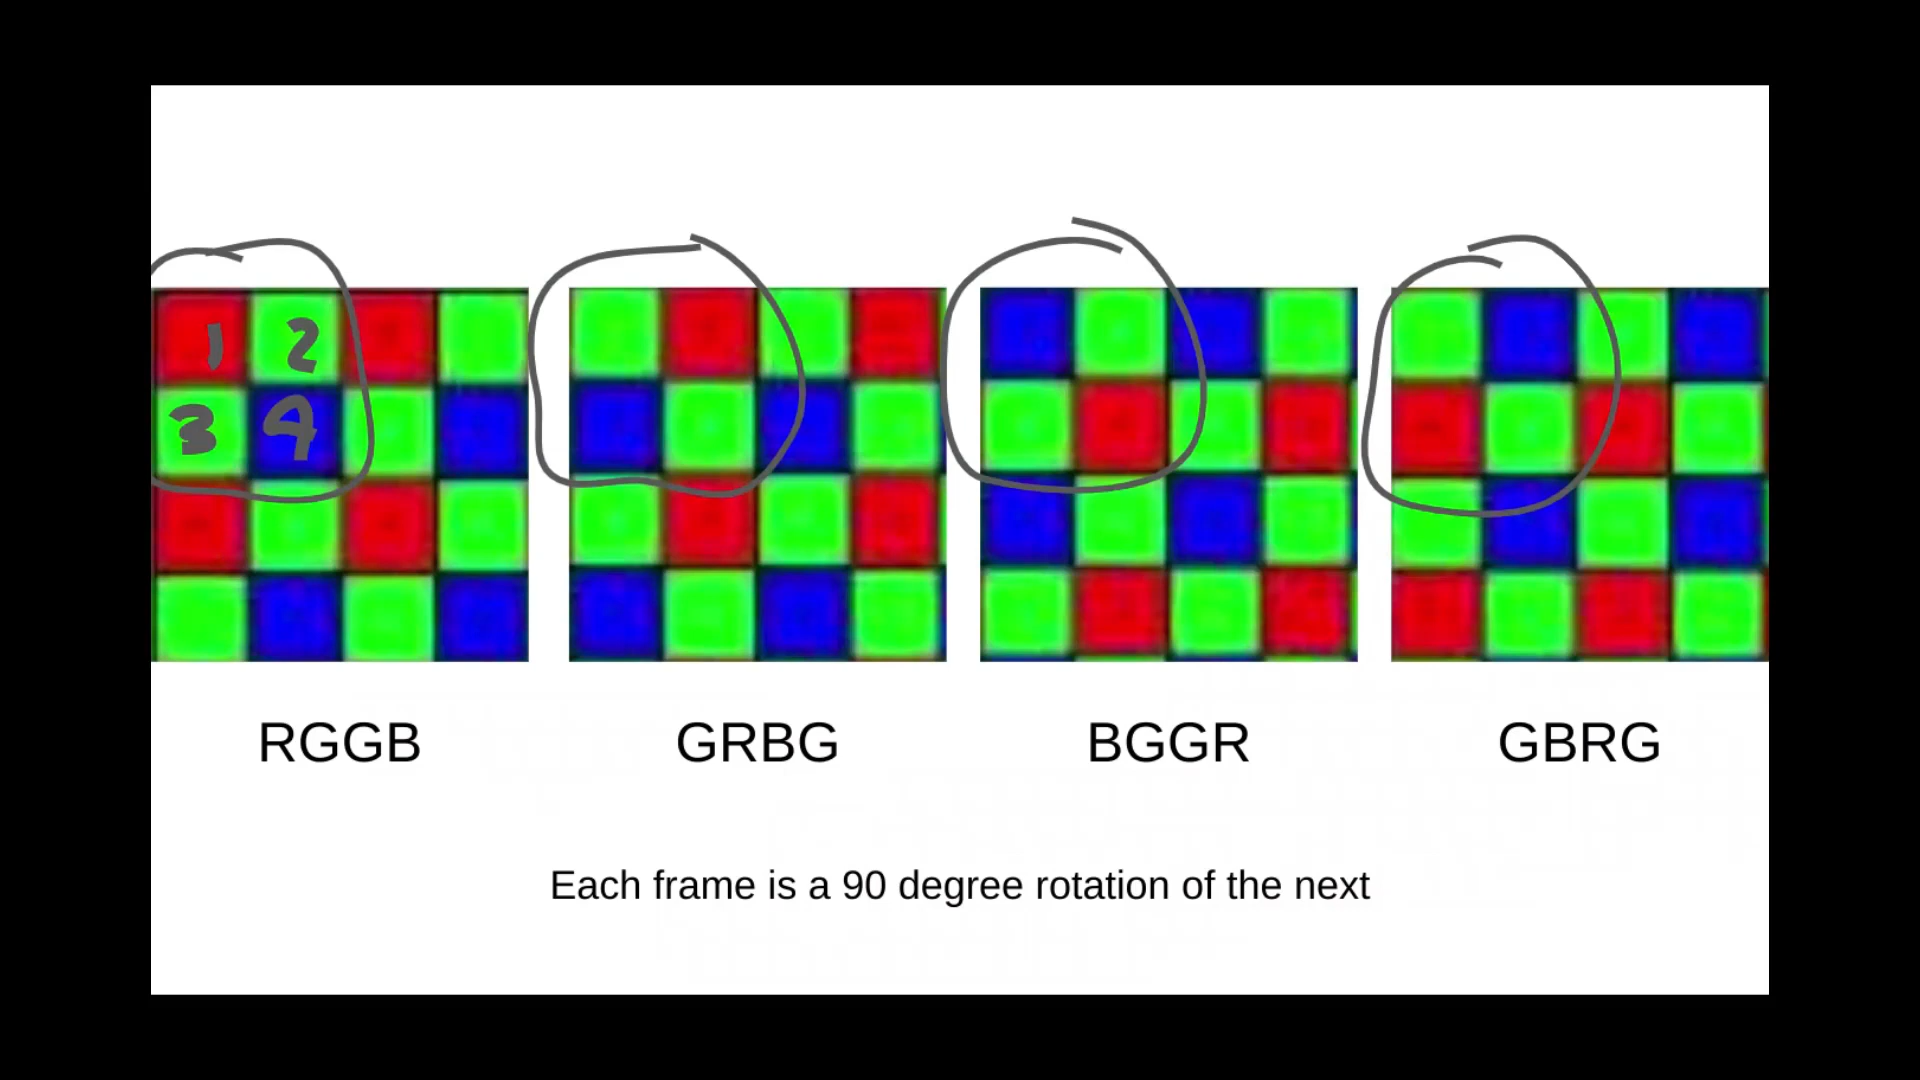 1 2
3 4
RGGB GRBG BGGR GBRG
Each frame is a 90 degree rotation of the next